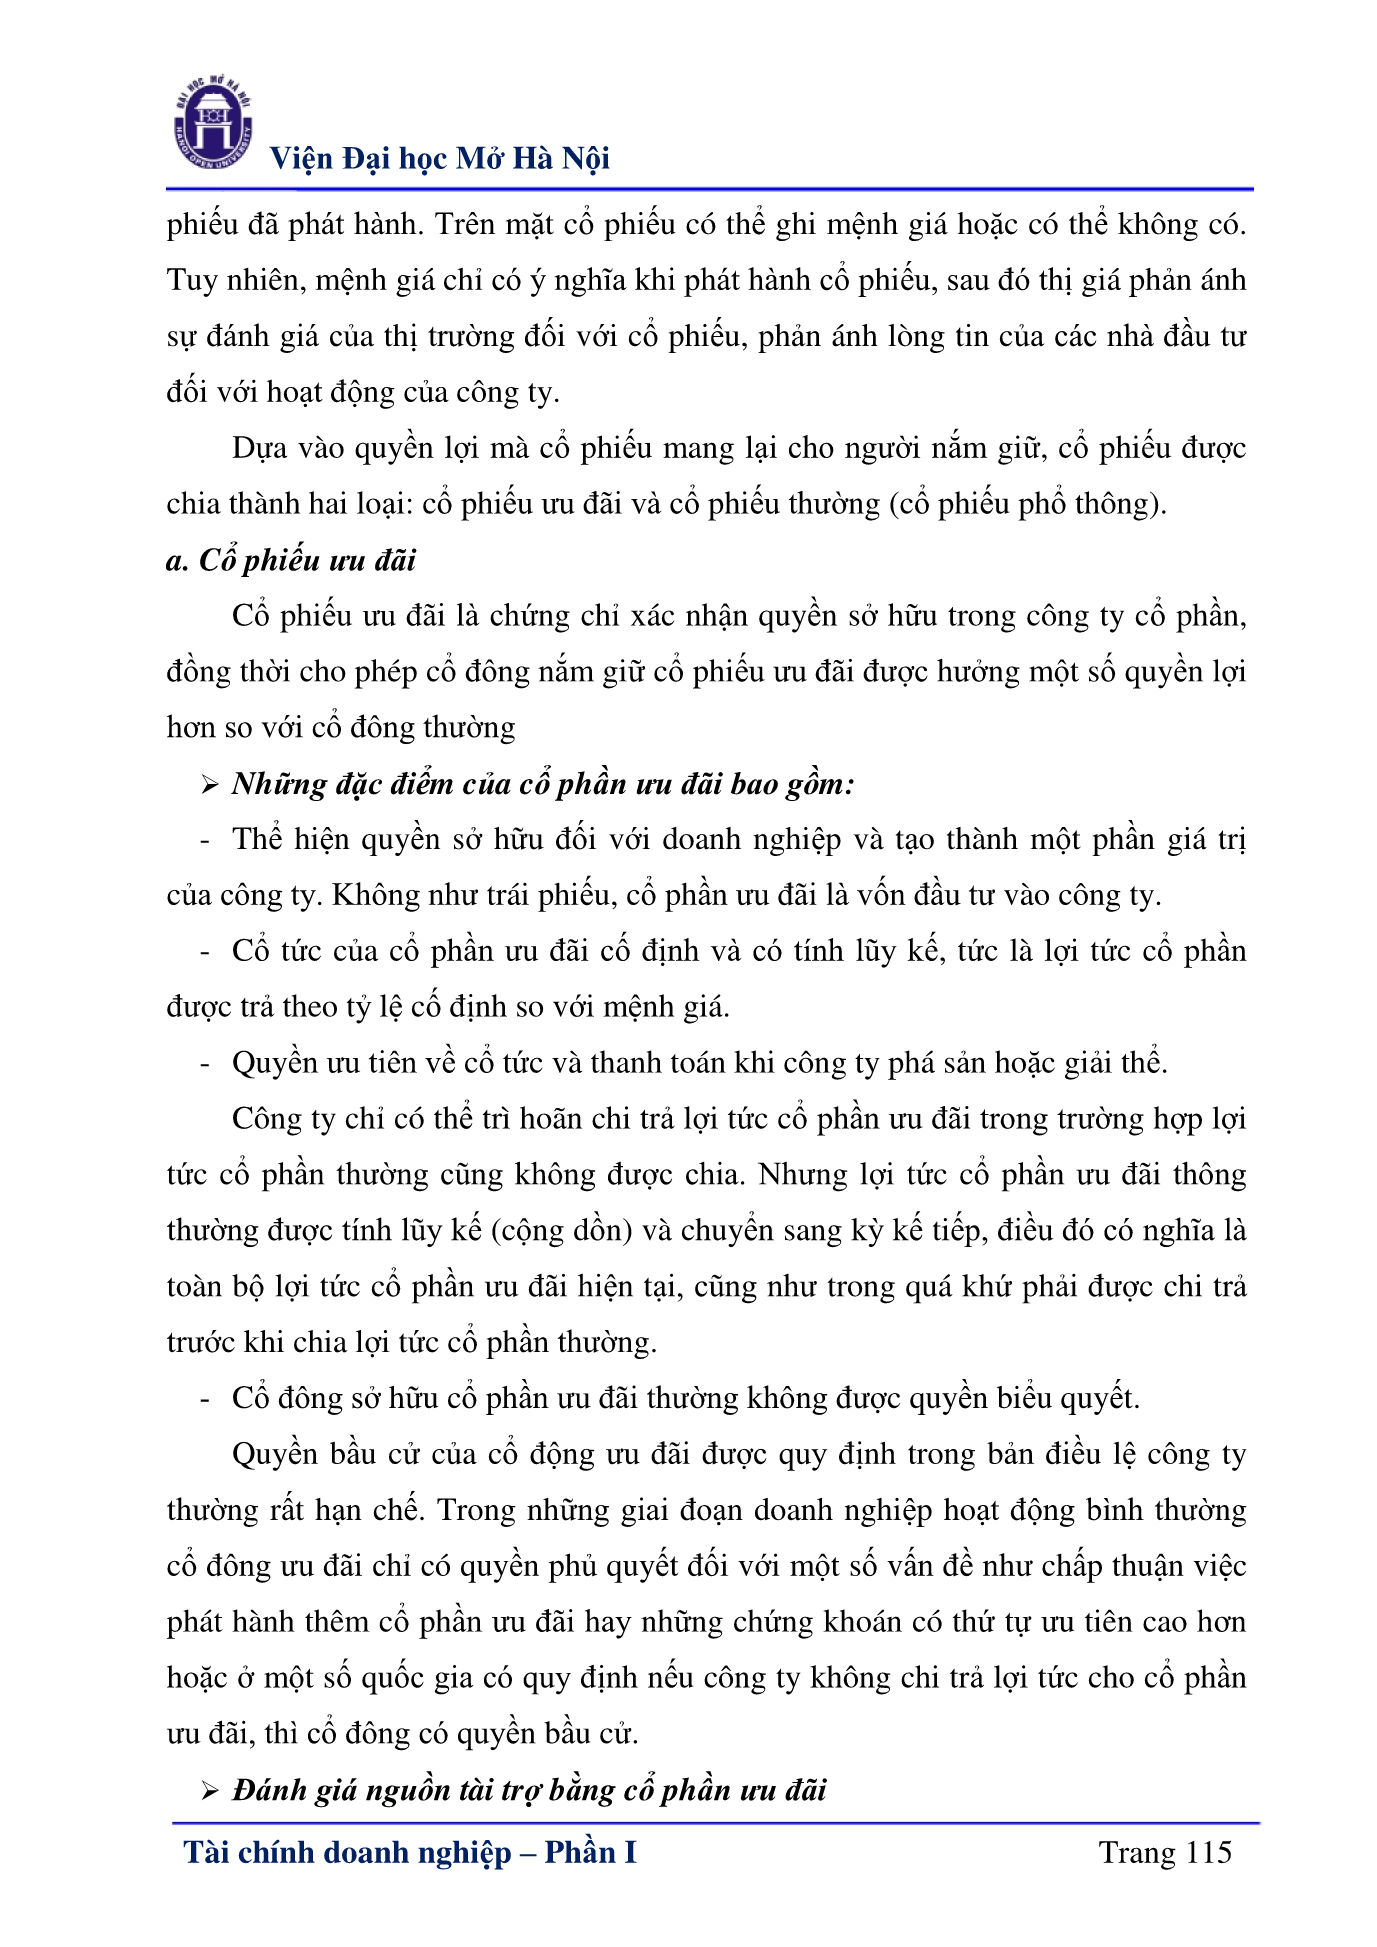 ĐẠI HỌC MỞ HÀ NỘI
HANOI OPEN UNIVERSITY
Viện Đại học Mở Hà Nội
phiếu đã phát hành. Trên mặt cổ phiếu có thể ghi mệnh giá hoặc có thể không có.
Tuy nhiên, mệnh giá chỉ có ý nghĩa khi phát hành cổ phiếu, sau đó thị giá phản ánh
sự đánh giá của thị trường đối với cổ phiếu, phản ánh lòng tin của các nhà đầu tư
đối với hoạt động của công ty.
Dựa vào quyền lợi mà cổ phiếu mang lại cho người nắm giữ, cổ phiếu được
chia thành hai loại: cổ phiếu ưu đãi và cổ phiếu thường (cổ phiếu phổ thông).
a. Cổ phiếu ưu đãi
Cổ phiếu ưu đãi là chứng chỉ xác nhận quyền sở hữu trong công ty cổ phần,
đồng thời cho phép cổ đông nắm giữ cổ phiếu ưu đãi được hưởng một số quyền lợi
hơn so với cổ đông thường
➢ Những đặc điểm của cổ phần ưu đãi bao gồm:
- Thể hiện quyền sở hữu đối với doanh nghiệp và tạo thành một phần giá trị
của công ty. Không như trái phiếu, cổ phần ưu đãi là vốn đầu tư vào công ty.
- Cổ tức của cổ phần ưu đãi cố định và có tính lũy kế, tức là lợi tức cổ phần
được trả theo tỷ lệ cố định so với mệnh giá.
- Quyền ưu tiên về cổ tức và thanh toán khi công ty phá sản hoặc giải thể.
Công ty chỉ có thể trì hoãn chi trả lợi tức cổ phần ưu đãi trong trường hợp lợi
tức cổ phần thường cũng không được chia. Nhưng lợi tức cổ phần ưu đãi thông
thường được tính lũy kế (cộng dồn) và chuyển sang kỳ kế tiếp, điều đó có nghĩa là
toàn bộ lợi tức cổ phần ưu đãi hiện tại, cũng như trong quá khứ phải được chi trả
trước khi chia lợi tức cổ phần thường.
- Cổ đông sở hữu cổ phần ưu đãi thường không được quyền biểu quyết.
Quyền bầu cử của cổ động ưu đãi được quy định trong bản điều lệ công ty
thường rất hạn chế. Trong những giai đoạn doanh nghiệp hoạt động bình thường
cổ đông ưu đãi chỉ có quyền phủ quyết đối với một số vấn đề như chấp thuận việc
phát hành thêm cổ phần ưu đãi hay những chứng khoán có thứ tự ưu tiên cao hơn
hoặc ở một số quốc gia có quy định nếu công ty không chi trả lợi tức cho cổ phần
ưu đãi, thì cổ đông có quyền bầu cử.
➢ Đánh giá nguồn tài trợ bằng cổ phần ưu đãi
Tài chính doanh nghiệp – Phần I Trang 115